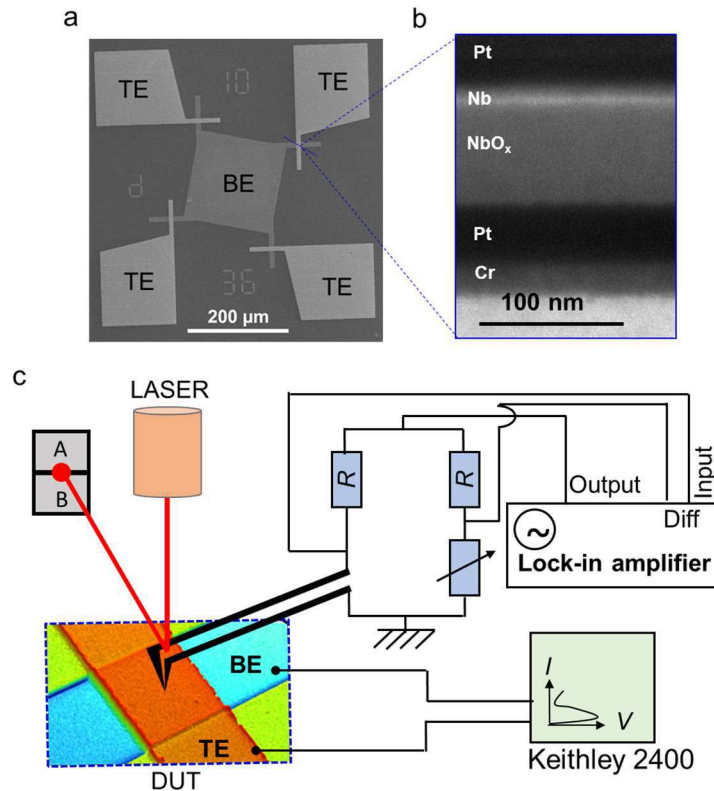 a
TE
10
TE
BE
d
TE
36
TE
200 µm
b
Pt
Nb
NbOₓ
Pt
Cr
100 nm
c
LASER
A
B
R
R
Output
Input
Diff
~
Lock-in amplifier
BE
TE
DUT
I
V
Keithley 2400